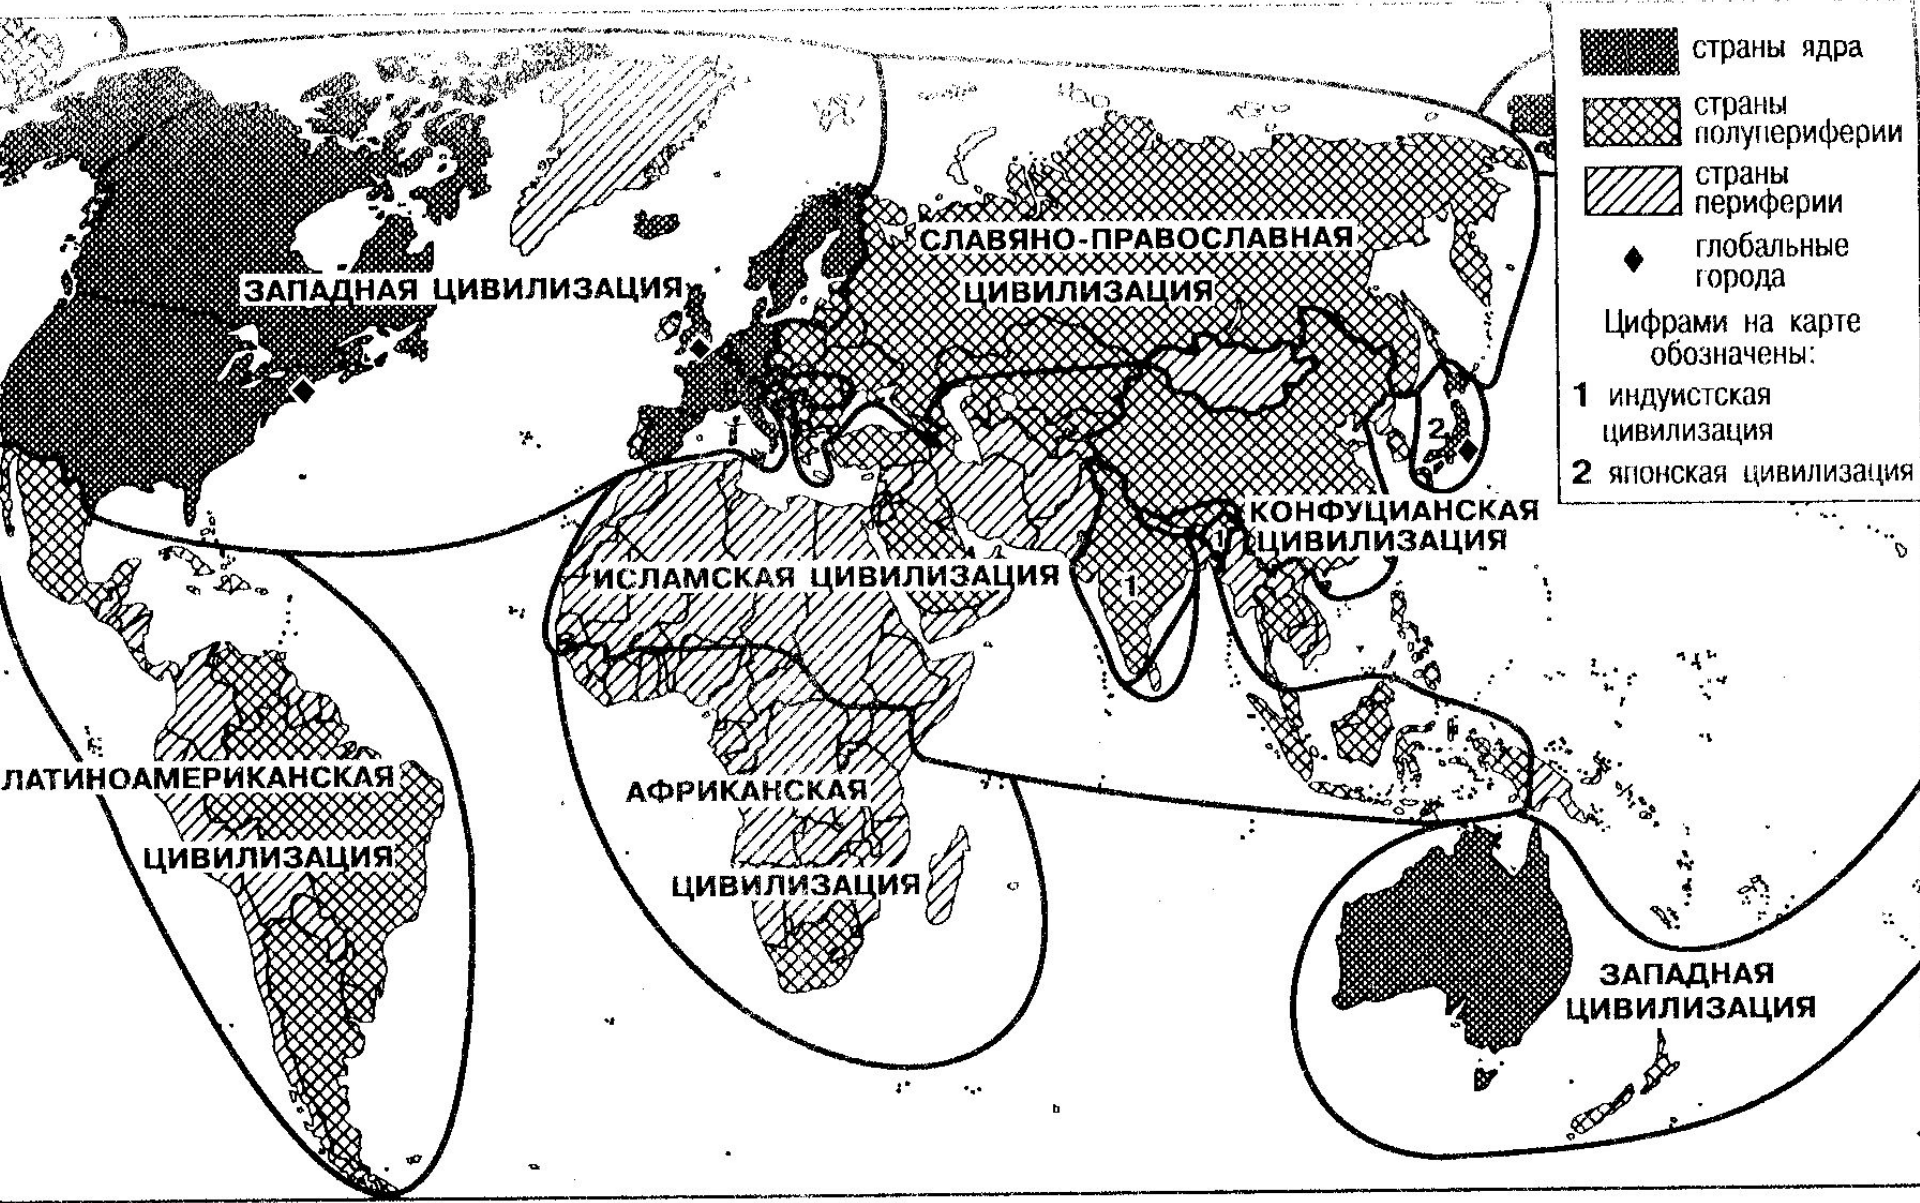 страны ядра
страны
полупериферии
страны
периферии
глобальные
города
Цифрами на карте
обозначены:
1 индуистская
цивилизация
2 японская цивилизация
СЛАВЯНО-ПРАВОСЛАВНАЯ
ЦИВИЛИЗАЦИЯ
ЗАПАДНАЯ ЦИВИЛИЗАЦИЯ
2
КОНФУЦИАНСКАЯ
ЦИВИЛИЗАЦИЯ
1
ИСЛАМСКАЯ ЦИВИЛИЗАЦИЯ
1
ЛАТИНОАМЕРИКАНСКАЯ
ЦИВИЛИЗАЦИЯ
АФРИКАНСКАЯ
ЦИВИЛИЗАЦИЯ
ЗАПАДНАЯ
ЦИВИЛИЗАЦИЯ